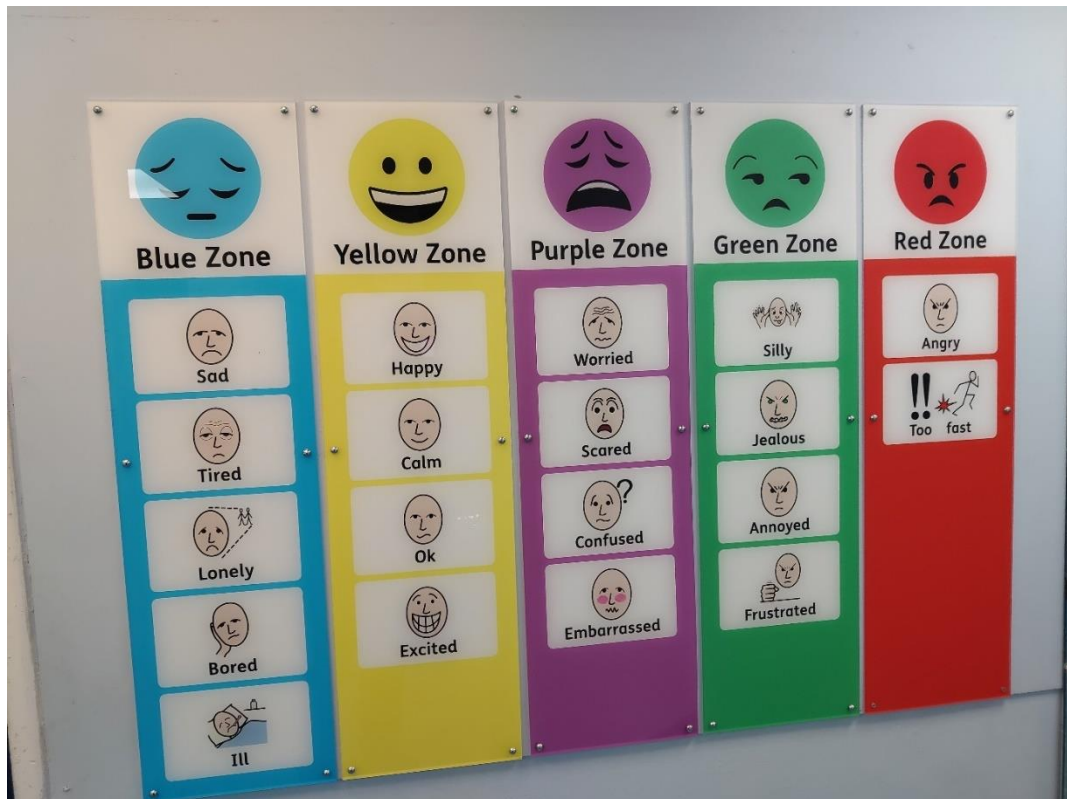 Blue Zone
Sad
Tired
Lonely
Bored
Ill
Yellow Zone
Happy
Calm
Ok
Excited
Purple Zone
Worried
Scared
?
Confused
Embarrassed
Green Zone
Silly
Jealous
Annoyed
Frustrated
Red Zone
Angry
!!
Too fast